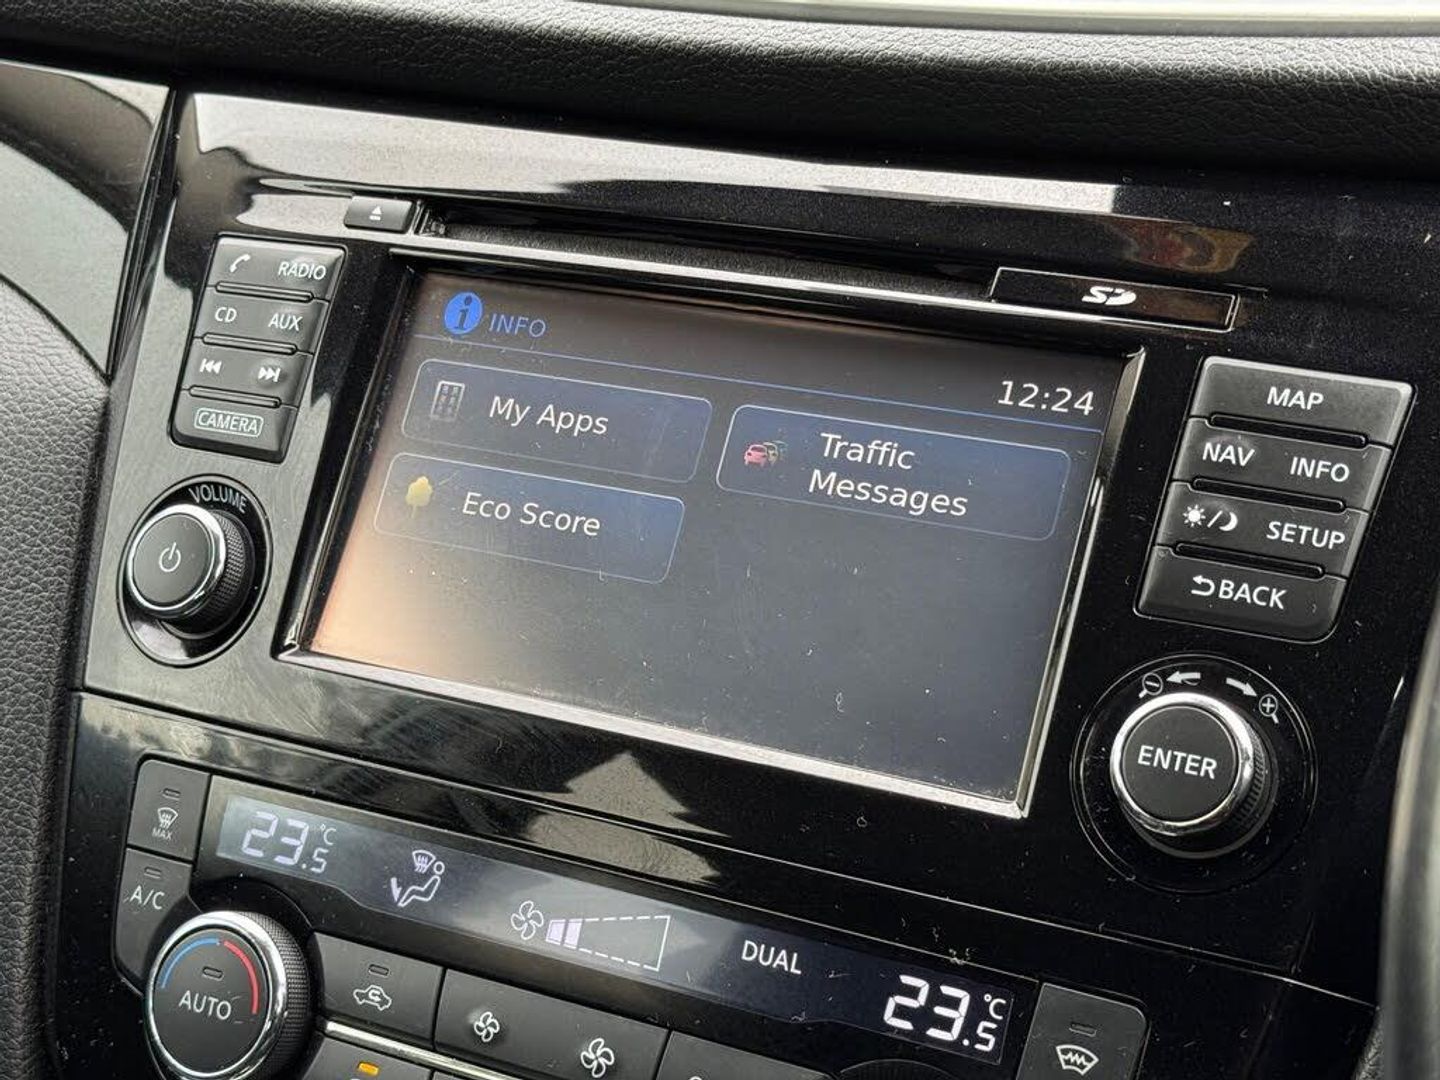 RADIO
CD AUX
CAMERA
VOLUME
SD
INFO
12:24
My Apps
Traffic
Messages
Eco Score
MAP
NAV INFO
SETUP
BACK
ENTER
MAX
A/C
AUTO
23.5°C
DUAL
23.5°C